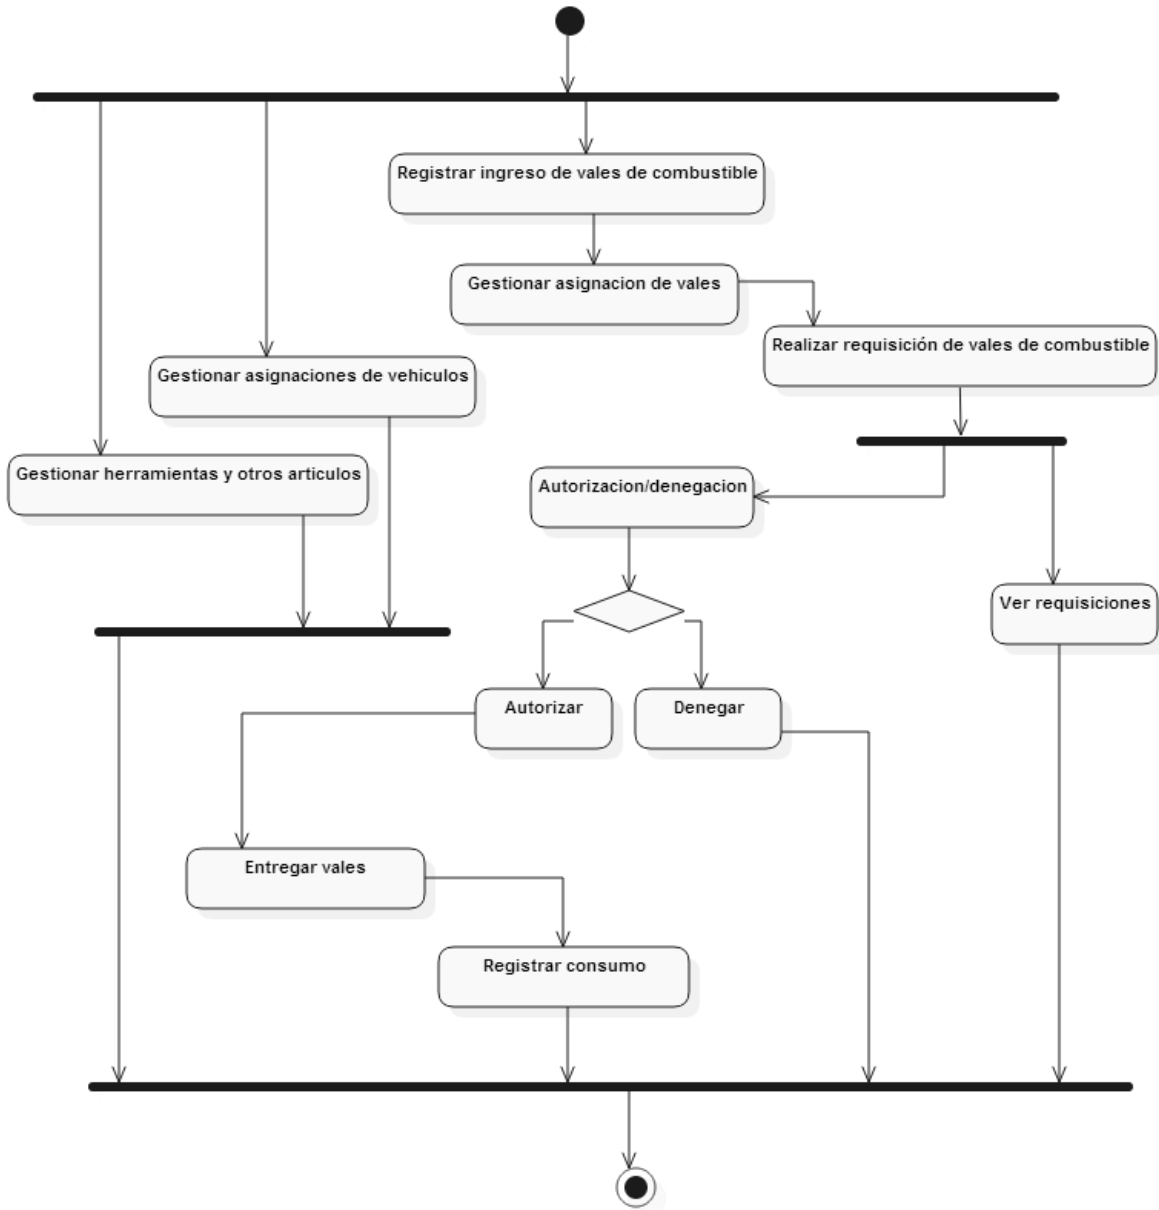 Registrar ingreso de vales de combustible
Gestionar asignacion de vales
Realizar requisición de vales de combustible
Gestionar asignaciones de vehiculos
Gestionar herramientas y otros articulos
Autorizacion/denegacion
Ver requisiciones
Autorizar
Denegar
Entregar vales
Registrar consumo